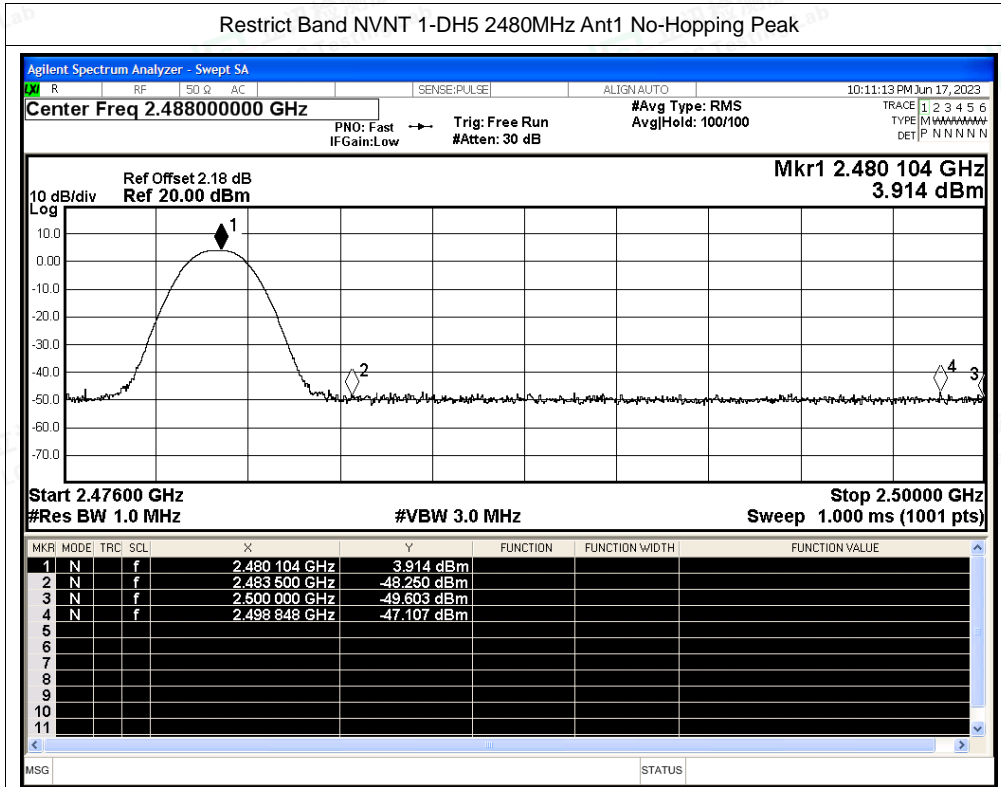 Restrict Band NVNT 1-DH5 2480MHz Ant1 No-Hopping Peak
Agilent Spectrum Analyzer - Swept SA
LXI R RF 50 Ω AC SENSE:PULSE ALIGN AUTO 10:11:13 PM Jun 17, 2023
Center Freq 2.488000000 GHz
PNO: Fast
IFGain:Low
Trig: Free Run
#Atten: 30 dB
#Avg Type: RMS
Avg|Hold: 100/100
TRACE 1 2 3 4 5 6
TYPE M
DET P N N N N N
Mkr1 2.480 104 GHz
3.914 dBm
Ref Offset 2.18 dB
10 dB/div Ref 20.00 dBm
Log
10.0
0.00
-10.0
-20.0
-30.0
-40.0
-50.0
-60.0
-70.0
1
2
4
3
Start 2.47600 GHz Stop 2.50000 GHz
#Res BW 1.0 MHz #VBW 3.0 MHz Sweep 1.000 ms (1001 pts)
MKR MODE TRC SCL X Y FUNCTION FUNCTION WIDTH FUNCTION VALUE
1 N f 2.480 104 GHz 3.914 dBm
2 N f 2.483 500 GHz -48.250 dBm
3 N f 2.500 000 GHz -49.603 dBm
4 N f 2.498 848 GHz -47.107 dBm
5
6
7
8
9
10
11
MSG STATUS